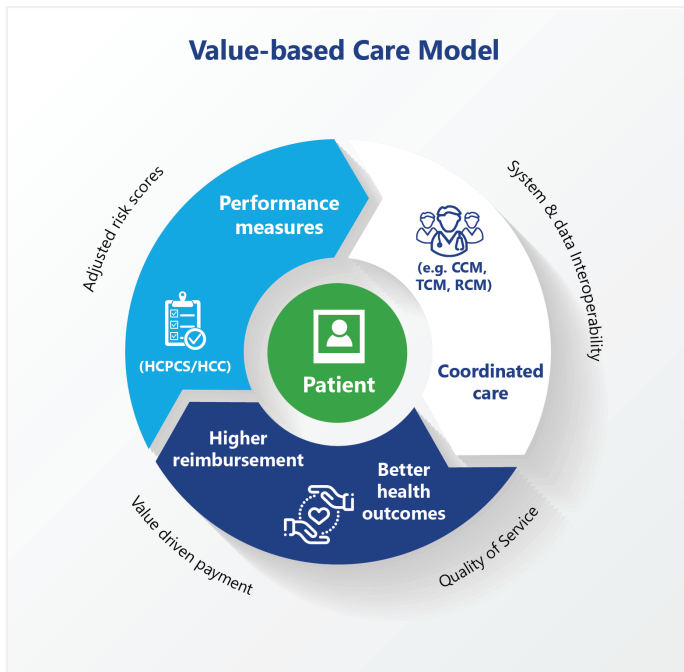 Value-based Care Model
Adjusted risk scores
Performance
measures
(HCPCS/HCC)
System & data Interoperability
(e.g. CCM,
TCM, RCM)
Coordinated
care
Patient
Higher
reimbursement
Better
health
outcomes
Value driven payment
Quality of Service